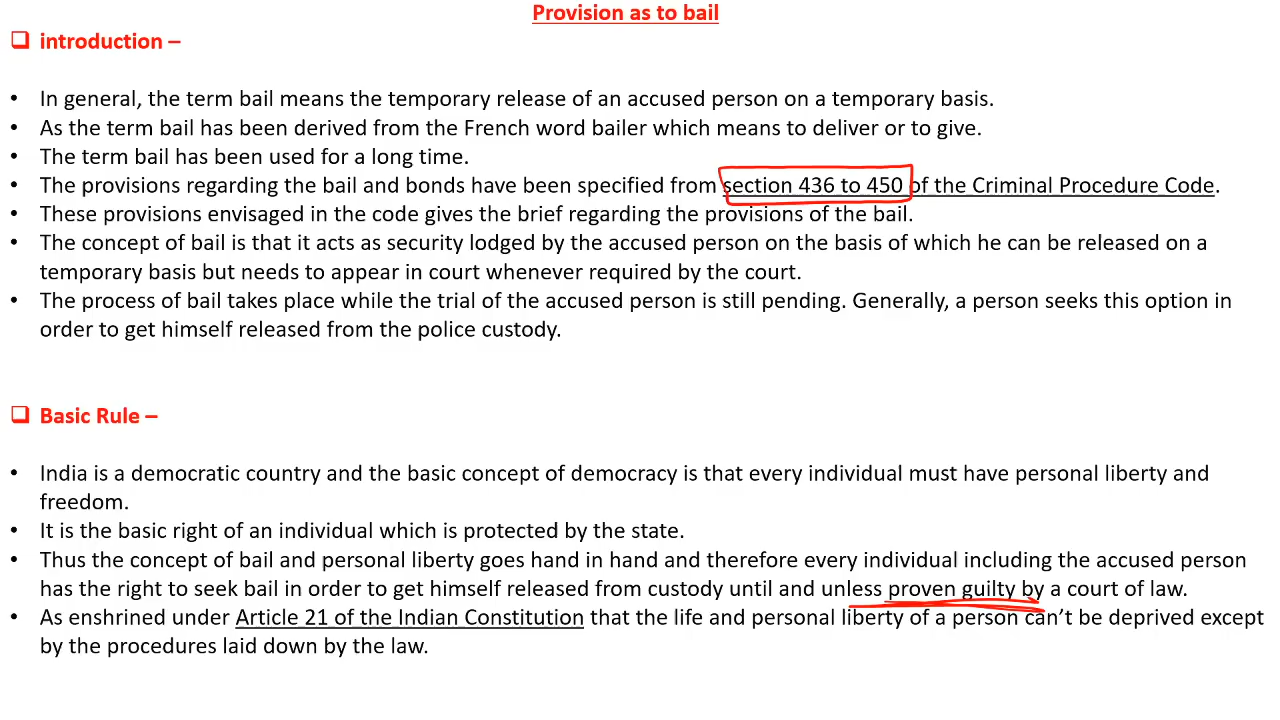 Provision as to bail
introduction –
• In general, the term bail means the temporary release of an accused person on a temporary basis.
• As the term bail has been derived from the French word bailer which means to deliver or to give.
• The term bail has been used for a long time.
• The provisions regarding the bail and bonds have been specified from section 436 to 450 of the Criminal Procedure Code.
• These provisions envisaged in the code gives the brief regarding the provisions of the bail.
• The concept of bail is that it acts as security lodged by the accused person on the basis of which he can be released on a
temporary basis but needs to appear in court whenever required by the court.
• The process of bail takes place while the trial of the accused person is still pending. Generally, a person seeks this option in
order to get himself released from the police custody.
Basic Rule –
• India is a democratic country and the basic concept of democracy is that every individual must have personal liberty and
freedom.
• It is the basic right of an individual which is protected by the state.
• Thus the concept of bail and personal liberty goes hand in hand and therefore every individual including the accused person
has the right to seek bail in order to get himself released from custody until and unless proven guilty by a court of law.
• As enshrined under Article 21 of the Indian Constitution that the life and personal liberty of a person can’t be deprived except
by the procedures laid down by the law.